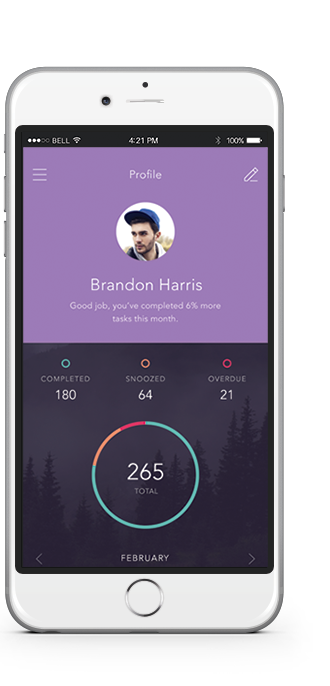 BELL 4:21 PM 100%
Profile
Brandon Harris
Good job, you've completed 6% more
tasks this month.
COMPLETED SNOOZED OVERDUE
180 64 21
265
TOTAL
FEBRUARY